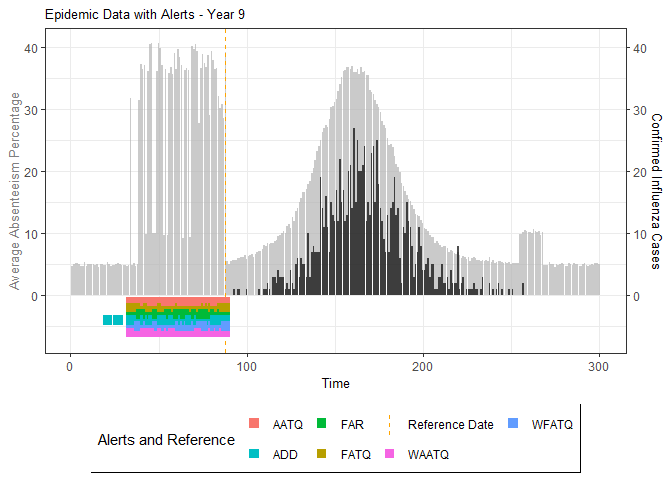 Epidemic Data with Alerts - Year 9
Average Absenteeism Percentage
40
30
20
10
0
40
30
20
10
0
Confirmed Influenza Cases
0
100
200
300
Time
Alerts and Reference
AATQ
FAR
Reference Date
WFATQ
ADD
FATQ
WAATQ